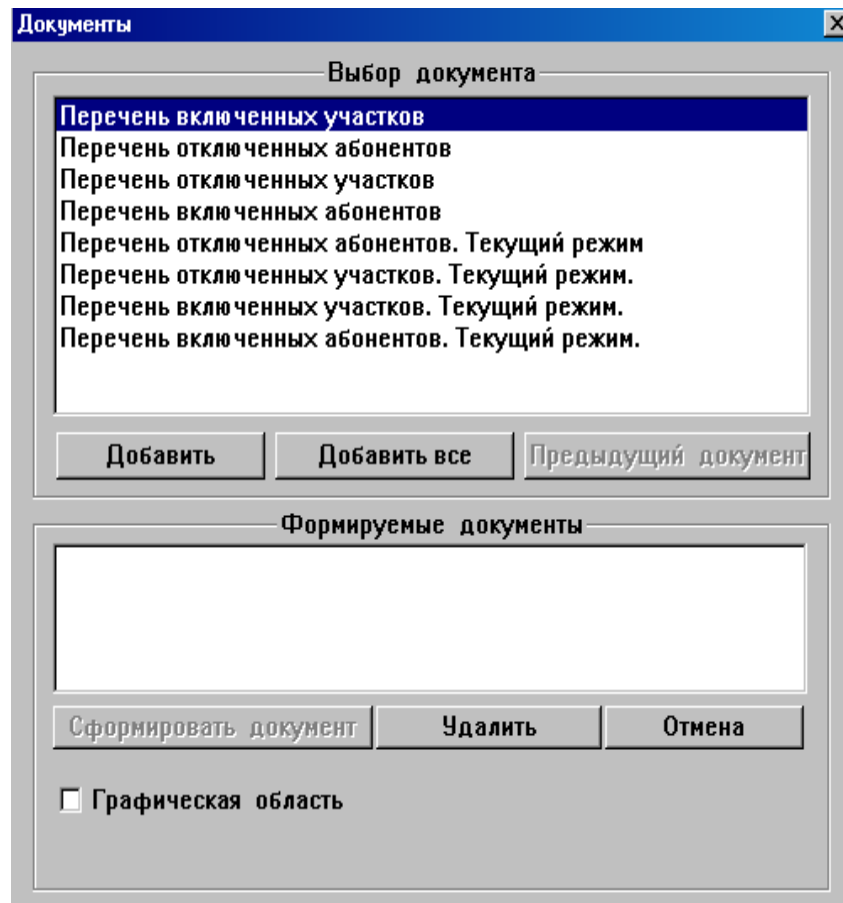 Документы
Выбор документа
Перечень включенных участков
Перечень отключенных абонентов
Перечень отключенных участков
Перечень включенных абонентов
Перечень отключенных абонентов. Текущий режим
Перечень отключенных участков. Текущий режим.
Перечень включенных участков. Текущий режим.
Перечень включенных абонентов. Текущий режим.
Добавить Добавить все Предыдущий документ
Формируемые документы
Сформировать документ Удалить Отмена
Графическая область